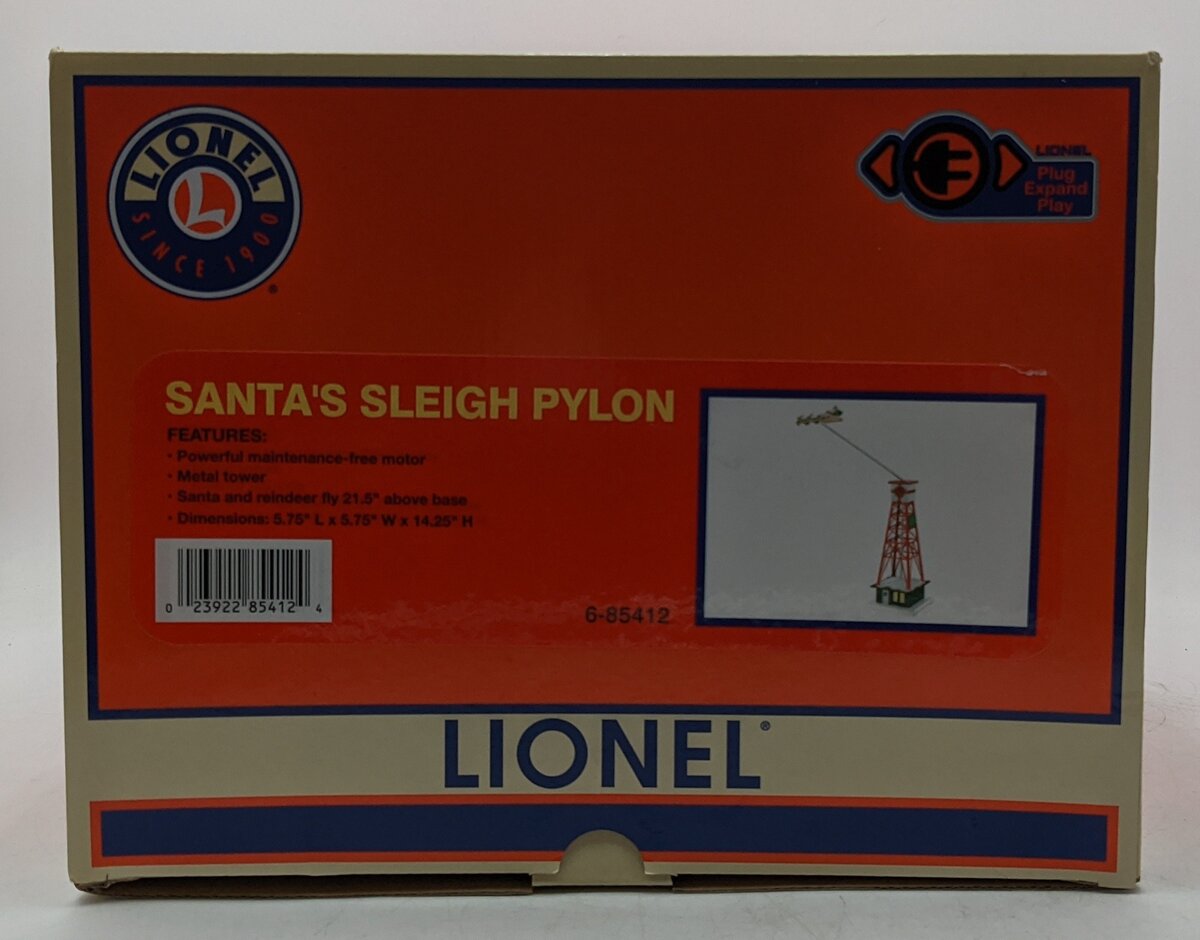 LIONEL
L
SINCE 1900
®
LIONEL
Plug
Expand
Play
SANTA'S SLEIGH PYLON
FEATURES:
• Powerful maintenance-free motor
• Metal tower
• Santa and reindeer fly 21.5" above base
• Dimensions: 5.75" L x 5.75" W x 14.25" H
0 23922 85412 4
6-85412
LIONEL®